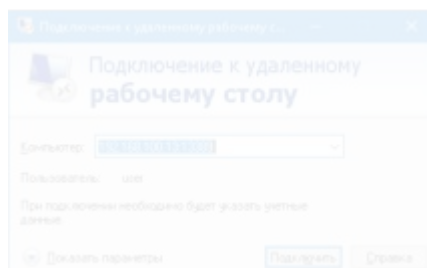 Подключение к удаленному рабочему с...
Подключение к удаленному
рабочему столу
Компьютер:
Пользователь: user
При подключении необходимо будет указать учетные
данные.
Показать параметры Подключить Справка